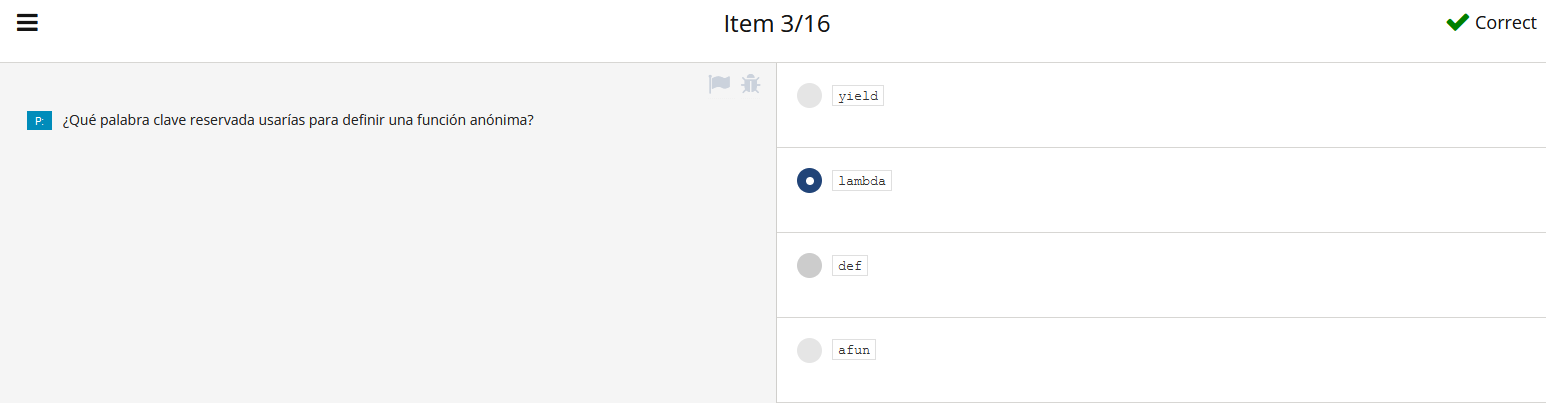 Item 3/16
Correct
P: ¿Qué palabra clave reservada usarías para definir una función anónima?
yield
lambda
def
afun